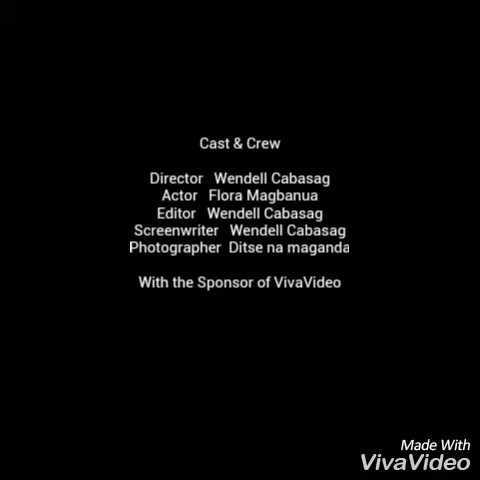 Cast & Crew
Director Wendell Cabasag
Actor Flora Magbanua
Editor Wendell Cabasag
Screenwriter Wendell Cabasag
Photographer Ditse na maganda
With the Sponsor of VivaVideo
Made With
VivaVideo